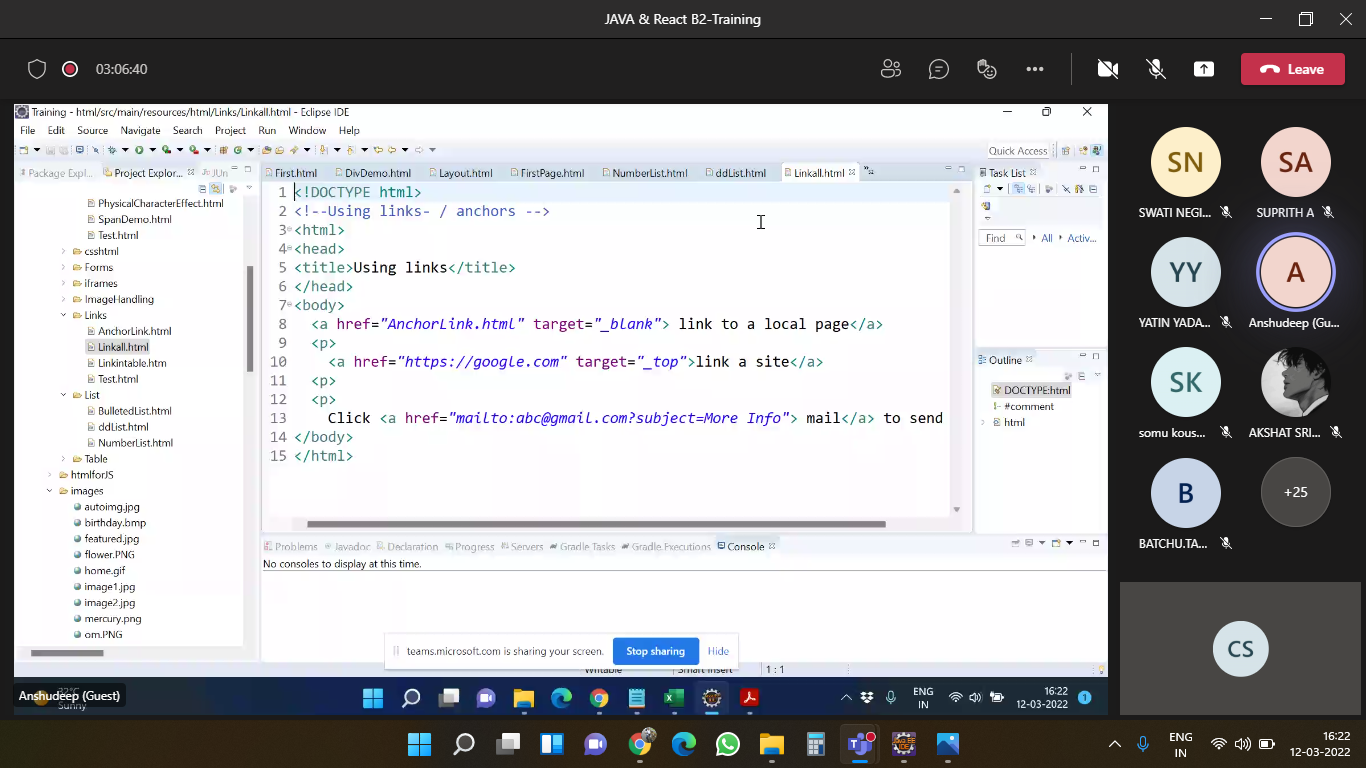 JAVA & React B2-Training
03:06:40
Leave
Training - html/src/main/resources/html/Links/Linkall.html - Eclipse IDE
File Edit Source Navigate Search Project Run Window Help
Quick Access
Package Expl... Project Explor... JUn
First.html DivDemo.html Layout.html FirstPage.html NumberList.html ddList.html Linkall.html
Task List
PhysicalCharacterEffect.html
SpanDemo.html
Test.html
csshtml
Forms
iframes
ImageHandling
Links
AnchorLink.html
Linkall.html
Linkintable.htm
Test.html
List
BulletedList.html
ddList.html
NumberList.html
Table
htmlforJS
images
autoimg.jpg
birthday.bmp
featured.jpg
flower.PNG
home.gif
image1.jpg
image2.jpg
mercury.png
om.PNG
1 <!DOCTYPE html>
2 <!--Using links- / anchors -->
3 <html>
4 <head>
5 <title>Using links</title>
6 </head>
7 <body>
8 <a href="AnchorLink.html" target="_blank"> link to a local page</a>
9 <p>
10 <a href="https://google.com" target="_top">link a site</a>
11 <p>
12 <p>
13 Click <a href="mailto:abc@gmail.com?subject=More Info"> mail</a> to send
14 </body>
15 </html>
Find All Activ...
Outline
DOCTYPE:html
#comment
html
Problems Javadoc Declaration Progress Servers Gradle Tasks Gradle Executions Console
No consoles to display at this time.
teams.microsoft.com is sharing your screen. Stop sharing Hide
Writable Smart Insert 1 : 1
Anshudeep (Guest)
Sunny
ENG
IN
16:22
12-03-2022
1
SN
SWATI NEGI...
SA
SUPRITH A
YY
YATIN YADA...
A
Anshudeep (Gu...
SK
somu kous...
AKSHAT SRI...
B
BATCHU.TA...
+25
CS
ENG
IN
16:22
12-03-2022